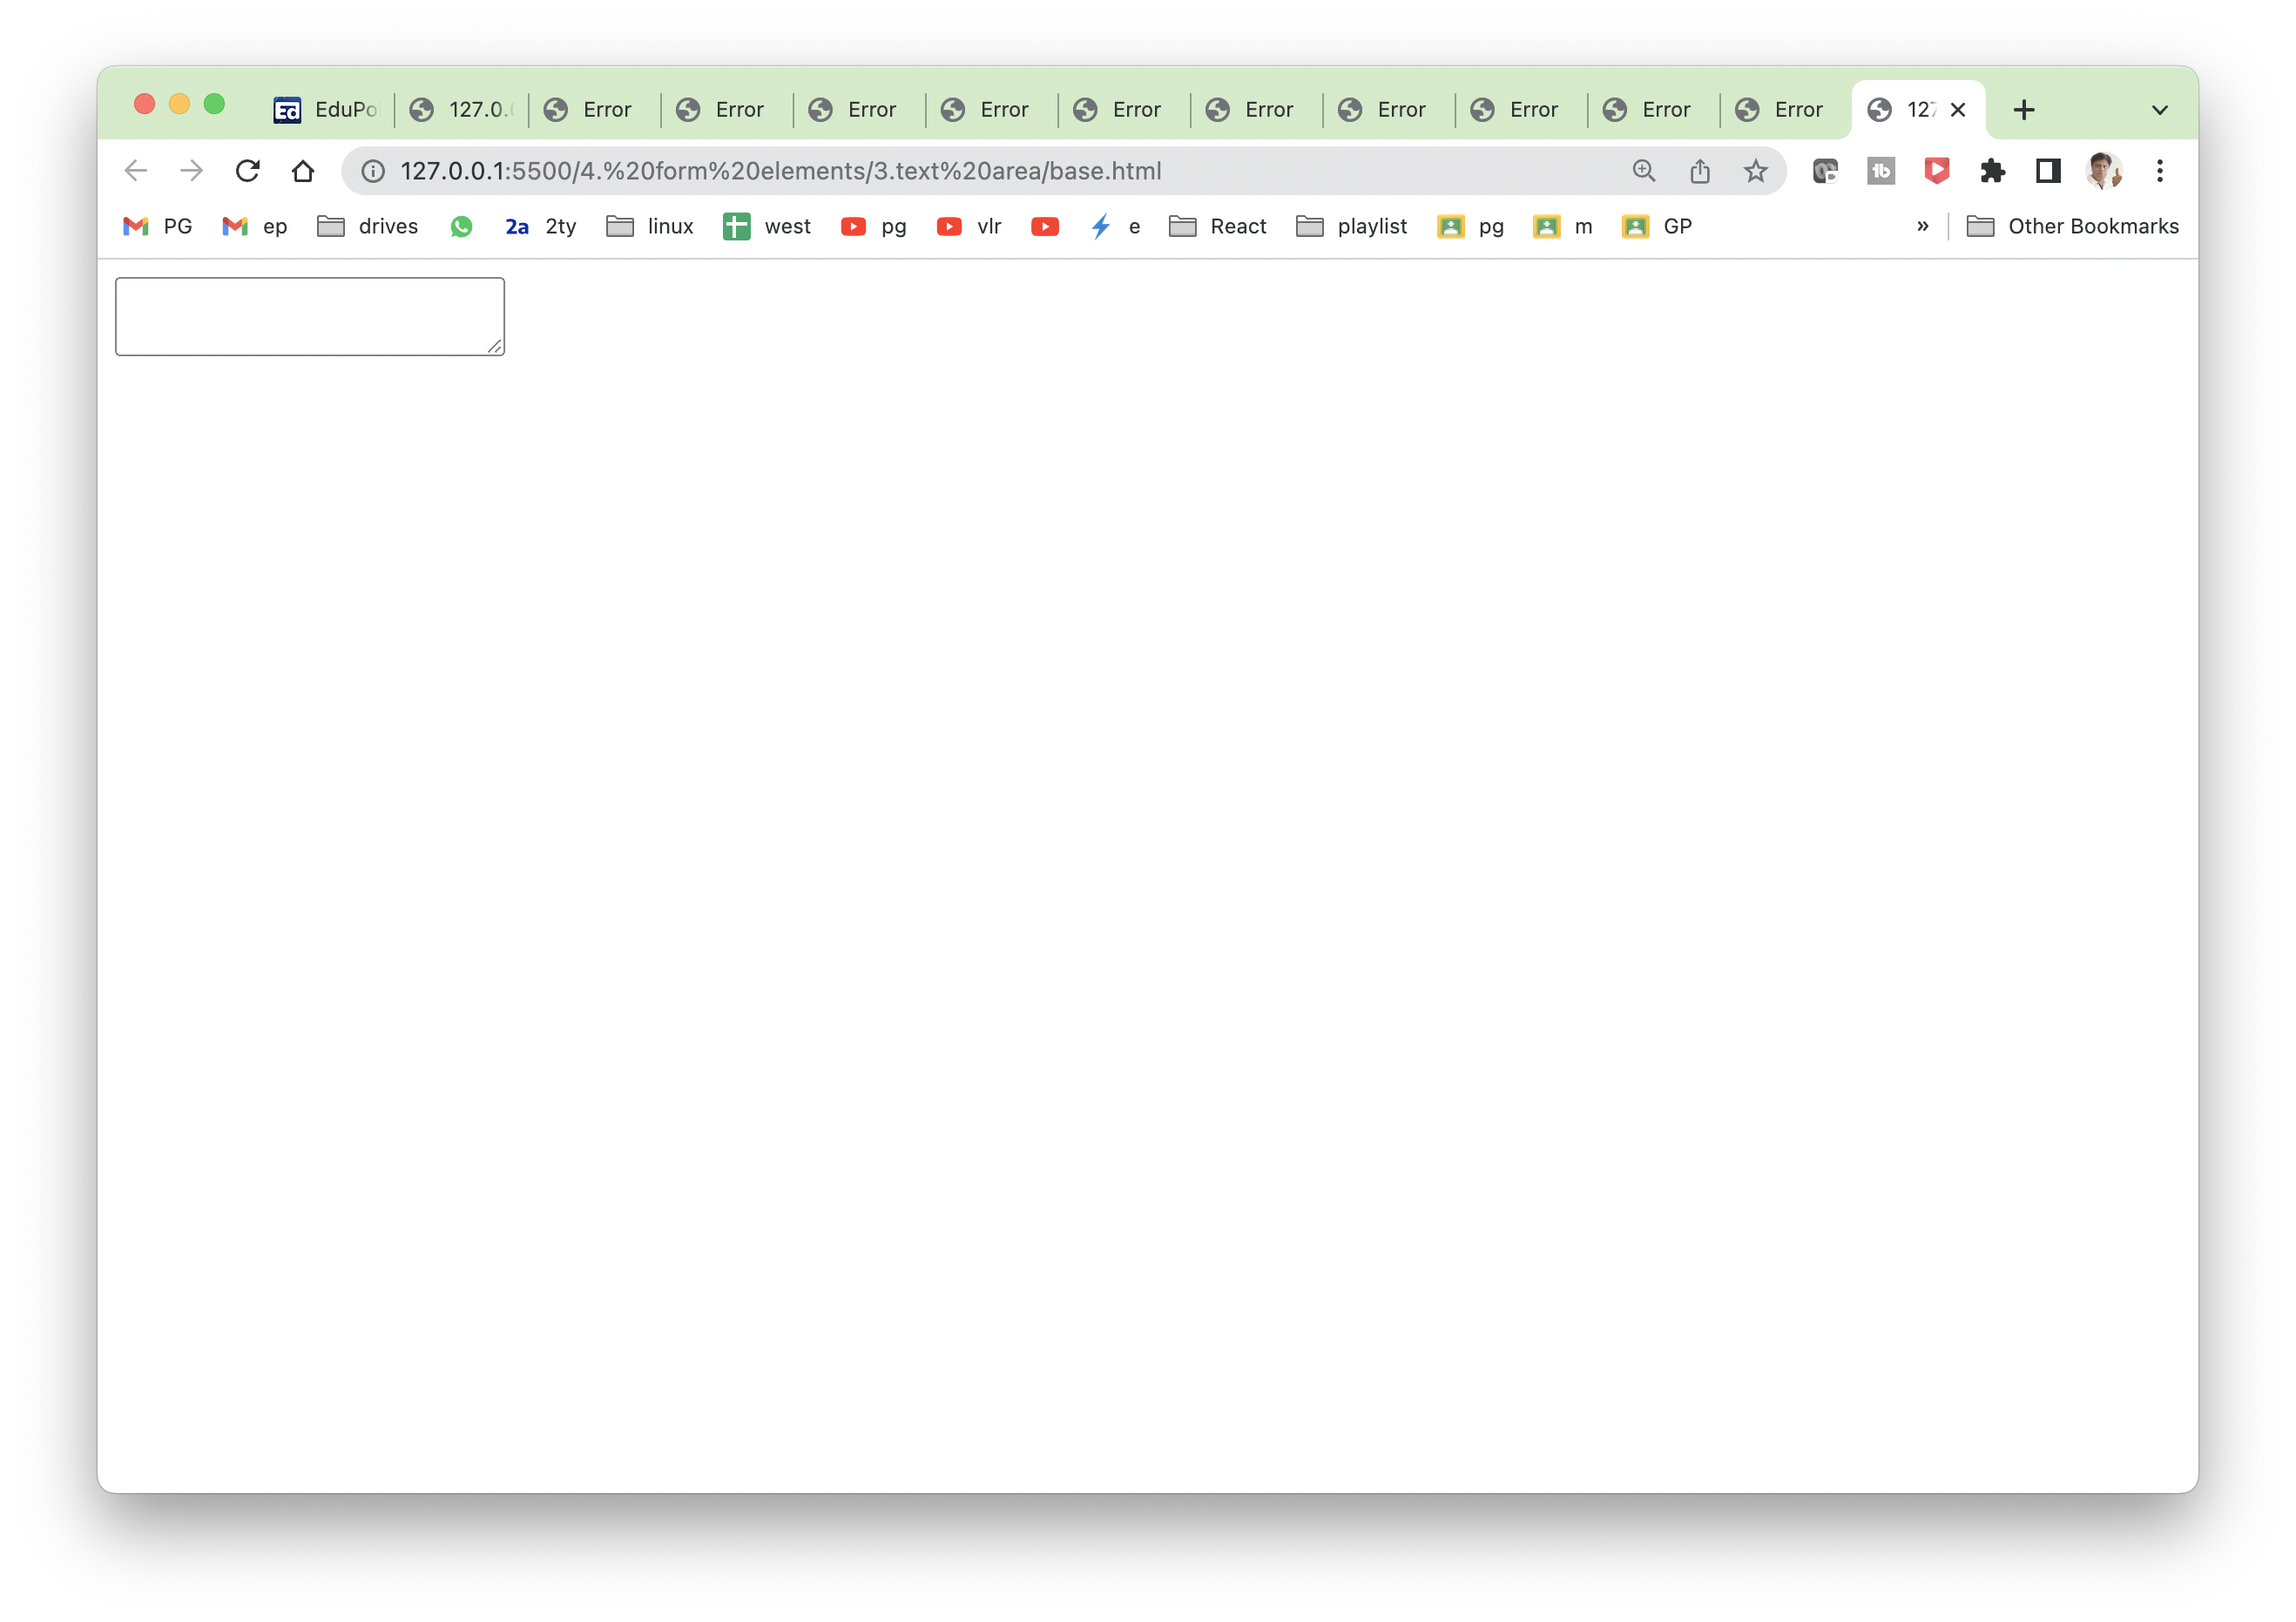 EduPo 127.0. Error Error Error Error Error Error Error Error Error Error 127
127.0.0.1:5500/4.%20form%20elements/3.text%20area/base.html
PG ep drives 2a 2ty linux west pg vlr e React playlist pg m GP » Other Bookmarks